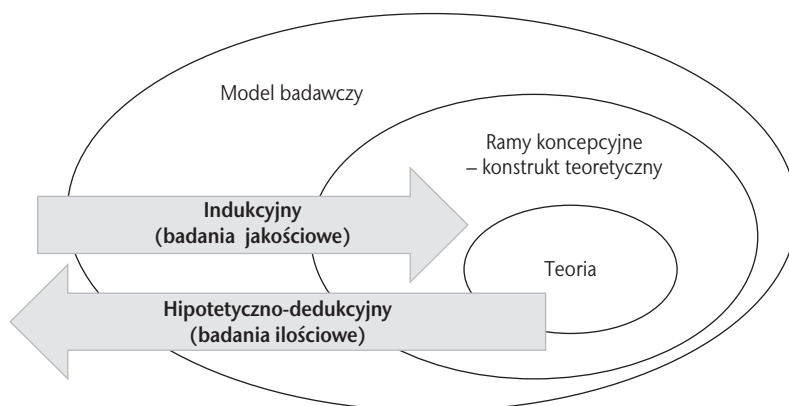 Model badawczy
Ramy koncepcyjne
– konstrukt teoretyczny
Indukcyjny
(badania jakościowe)
Teoria
Hipotetyczno-dedukcyjny
(badania ilościowe)